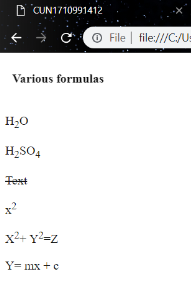 CUN1710991412
File | file:///C:/Us
Various formulas
H₂O
H₂SO₄
Text
x²
X²+ Y²=Z
Y= mx + c